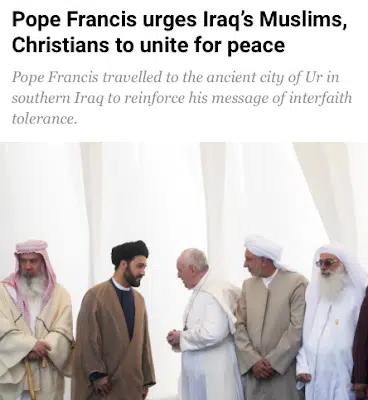 Pope Francis urges Iraq’s Muslims,
Christians to unite for peace
Pope Francis travelled to the ancient city of Ur in
southern Iraq to reinforce his message of interfaith
tolerance.